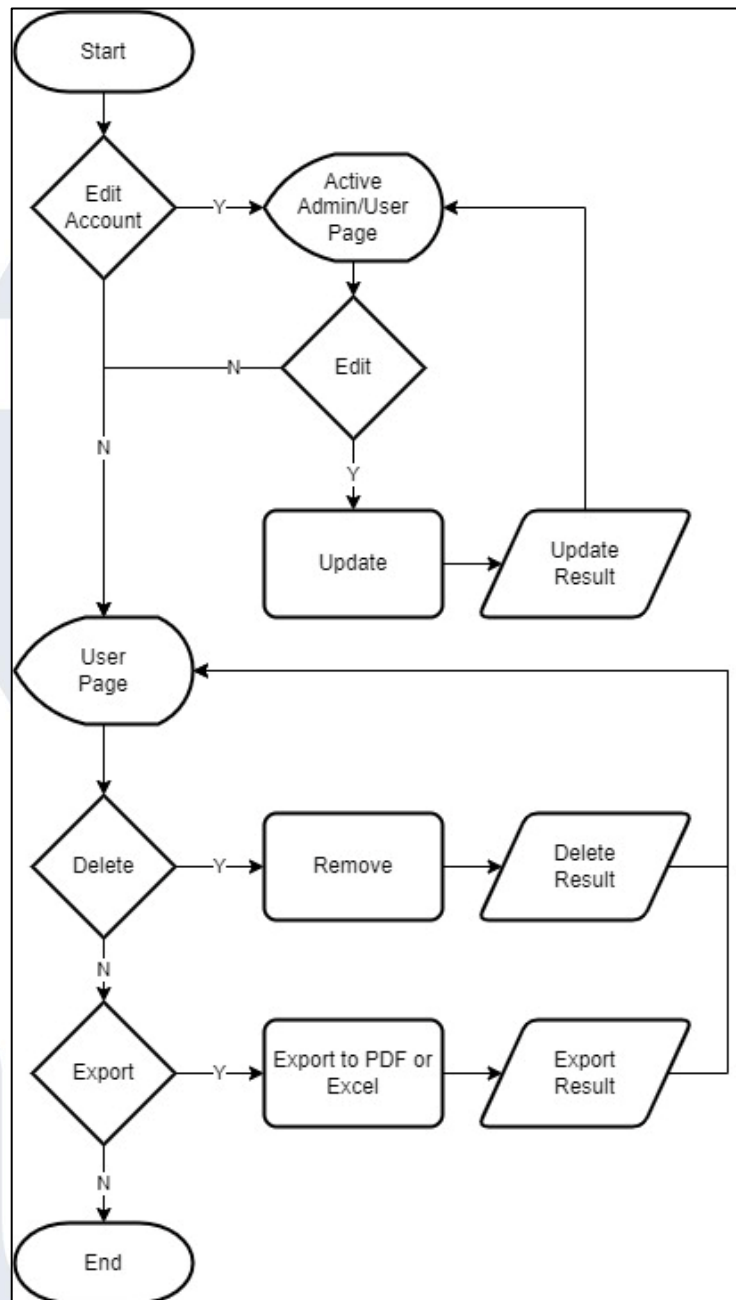 Start
Edit
Account
Y
Active
Admin/User
Page
N
Edit
N
Y
Update
Update
Result
User
Page
Delete
Y
Remove
Delete
Result
N
Export
Y
Export to PDF or
Excel
Export
Result
N
End